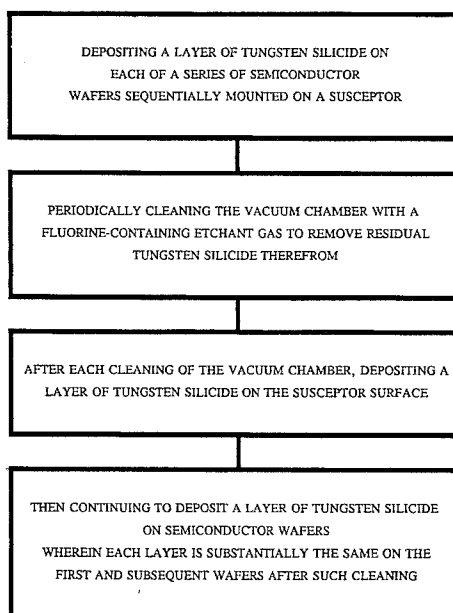 DEPOSITING A LAYER OF TUNGSTEN SILICIDE ON
EACH OF A SERIES OF SEMICONDUCTOR
WAFERS SEQUENTIALLY MOUNTED ON A SUSCEPTOR
PERIODICALLY CLEANING THE VACUUM CHAMBER WITH A
FLUORINE-CONTAINING ETCHANT GAS TO REMOVE RESIDUAL
TUNGSTEN SILICIDE THEREFROM
AFTER EACH CLEANING OF THE VACUUM CHAMBER, DEPOSITING A
LAYER OF TUNGSTEN SILICIDE ON THE SUSCEPTOR SURFACE
THEN CONTINUING TO DEPOSIT A LAYER OF TUNGSTEN SILICIDE
ON SEMICONDUCTOR WAFERS
WHEREIN EACH LAYER IS SUBSTANTIALLY THE SAME ON THE
FIRST AND SUBSEQUENT WAFERS AFTER SUCH CLEANING